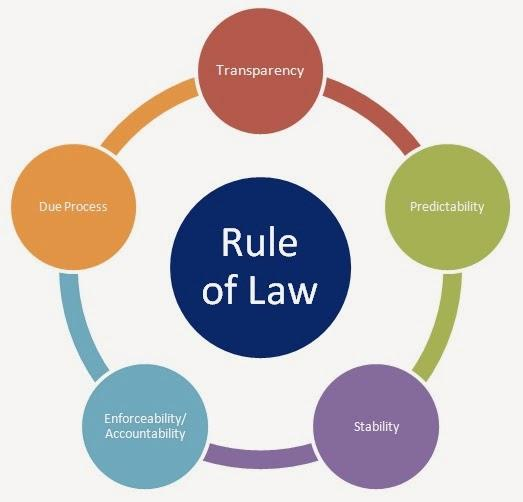 Transparency
Predictability
Stability
Enforceability/
Accountability
Due Process
Rule
of Law